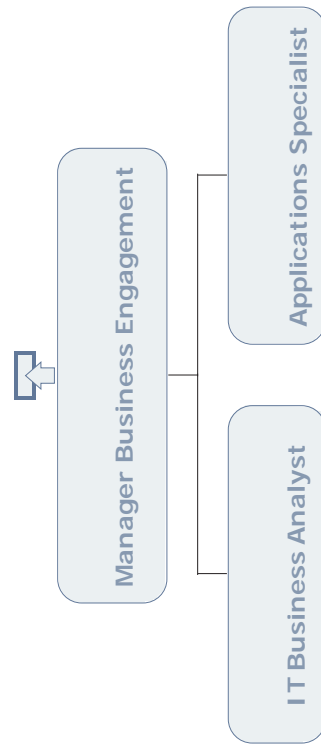 Manager Business Engagement
IT Business Analyst
Applications Specialist